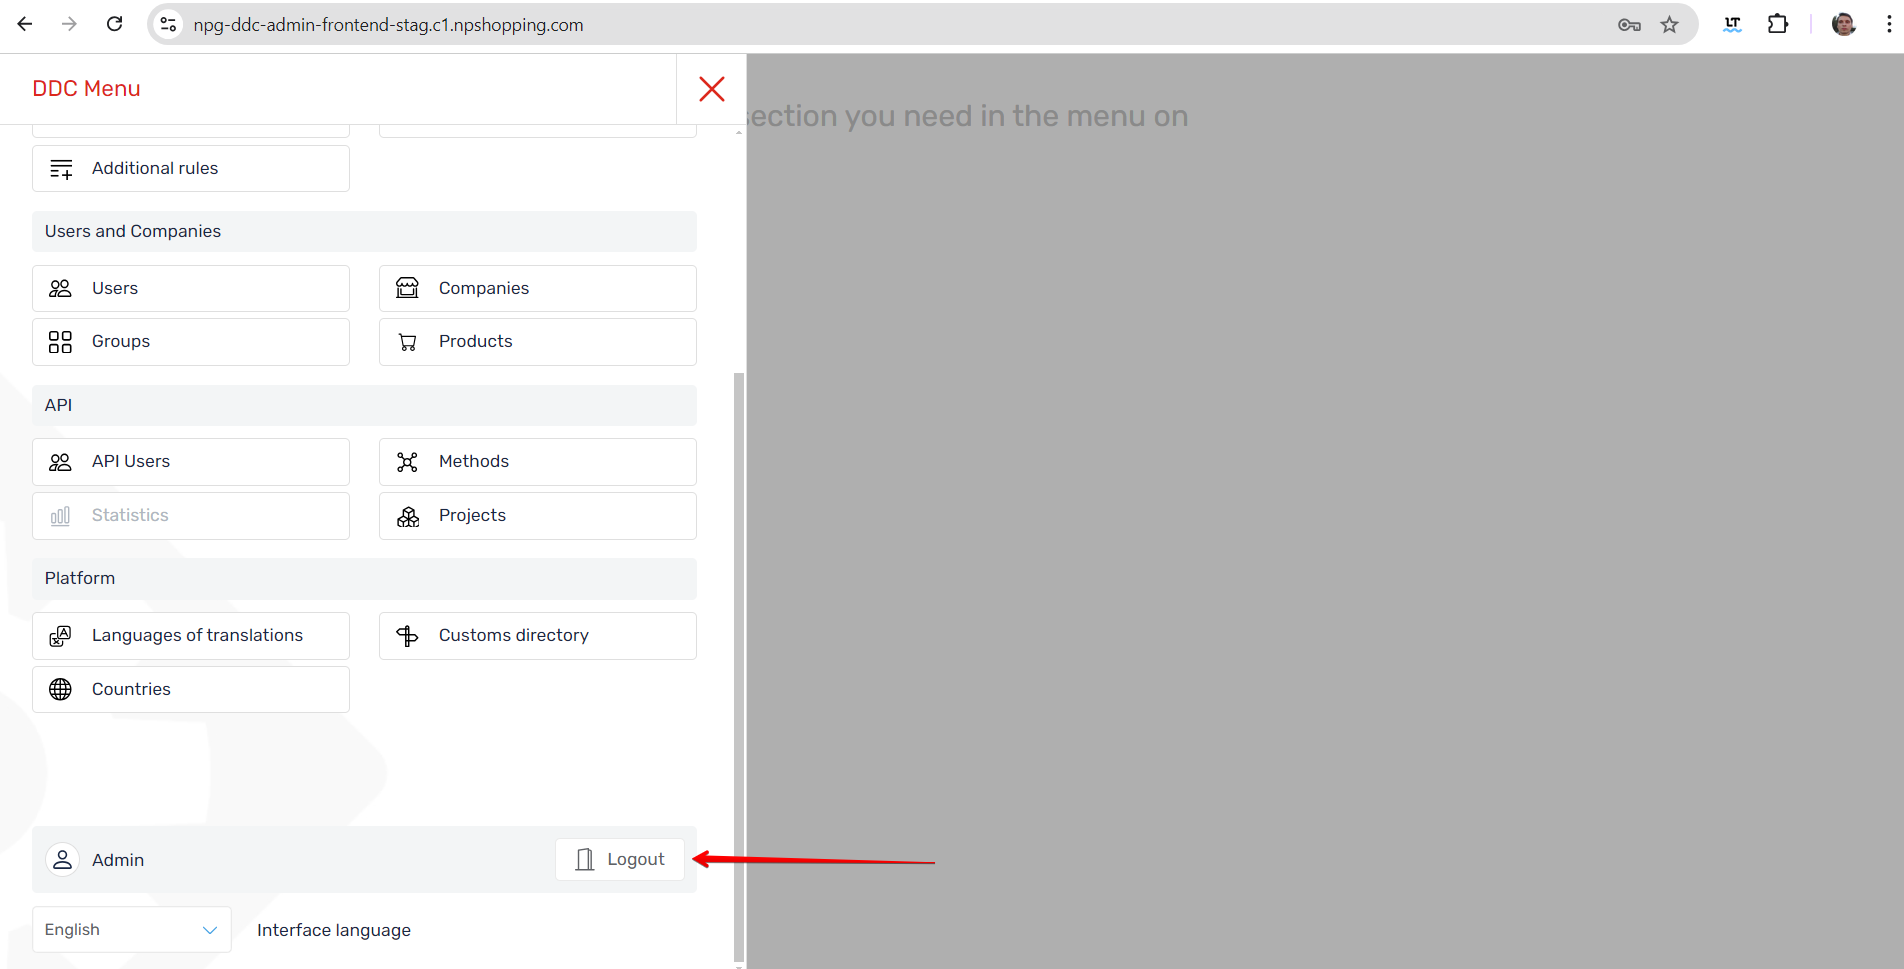 npg-ddc-admin-frontend-stag.c1.npshopping.com
LT
DDC Menu
section you need in the menu on
Additional rules
Users and Companies
Users
Companies
Groups
Products
API
API Users
Methods
Statistics
Projects
Platform
Languages of translations
Customs directory
Countries
Admin
Logout
English
Interface language